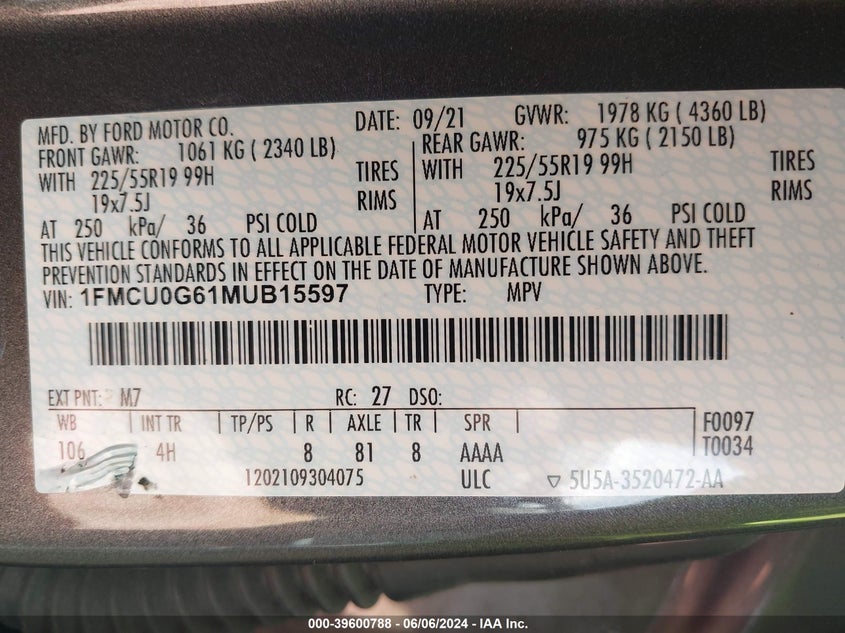 MFD. BY FORD MOTOR CO. DATE: 09/21 GVWR: 1978 KG ( 4360 LB)
FRONT GAWR: 1061 KG ( 2340 LB) REAR GAWR: 975 KG ( 2150 LB)
WITH 225/55R19 99H TIRES WITH 225/55R19 99H TIRES
19x7.5J RIMS 19x7.5J RIMS
AT 250 kPa/ 36 PSI COLD AT 250 kPa/ 36 PSI COLD
THIS VEHICLE CONFORMS TO ALL APPLICABLE FEDERAL MOTOR VEHICLE SAFETY AND THEFT
PREVENTION STANDARDS IN EFFECT ON THE DATE OF MANUFACTURE SHOWN ABOVE.
VIN: 1FMCU0G61MUB15597 TYPE: MPV
EXT PNT: M7 RC: 27 DSO:
WB INT TR TP/PS R AXLE TR SPR F0097
106 4H 8 81 8 AAAA T0034
1202109304075 ULC ▽ 5U5A-3520472-AA
000-39600788 - 06/06/2024 - IAA Inc.